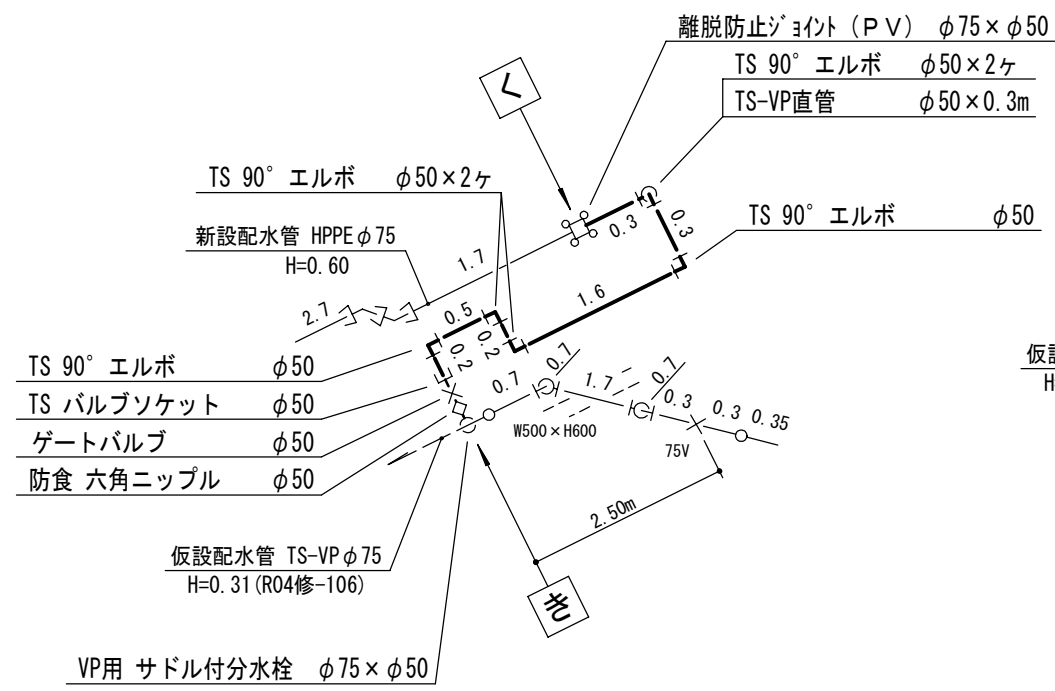 離脱防止ｼﾞｮｲﾝﾄ（ＰＶ） φ75×φ50
TS 90°エルボ φ50×2ヶ
TS-VP直管 φ50×0.3m
く
TS 90°エルボ φ50×2ヶ
TS 90°エルボ φ50
新設配水管 HPPEφ75
H=0.60
0.3
0.3
1.7
2.7
1.6
0.5
0.2
0.2
TS 90°エルボ φ50
TS バルブソケット φ50
ゲートバルブ φ50
防食 六角ニップル φ50
0.7
0.7
1.7
0.7
0.3
0.3
0.35
W500×H600
75V
2.50m
仮設配水管 TS-VPφ75
H=0.31(R04修-106)
き
VP用 サドル付分水栓 φ75×φ50
仮設
H